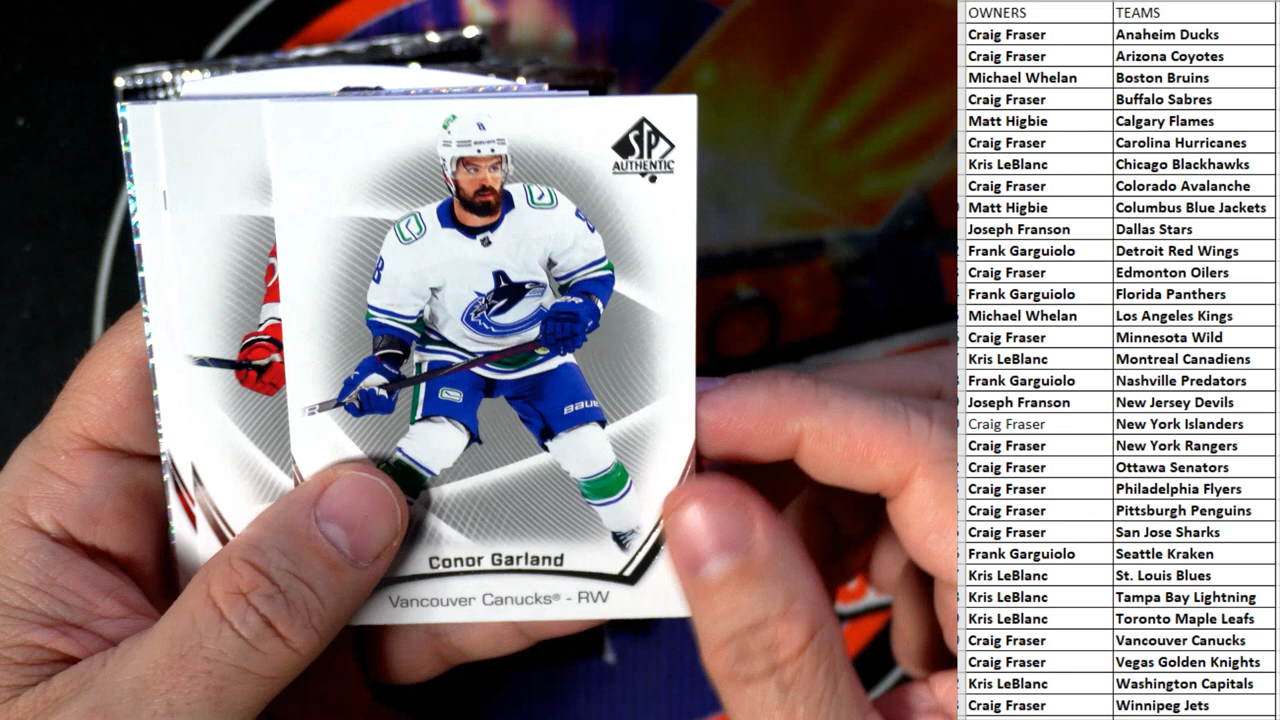 SP
AUTHENTIC
BAUER
Conor Garland
Vancouver Canucks® - RW
OWNERS TEAMS
Craig Fraser Anaheim Ducks
Craig Fraser Arizona Coyotes
Michael Whelan Boston Bruins
Craig Fraser Buffalo Sabres
Matt Higbie Calgary Flames
Craig Fraser Carolina Hurricanes
Kris LeBlanc Chicago Blackhawks
Craig Fraser Colorado Avalanche
Matt Higbie Columbus Blue Jackets
Joseph Franson Dallas Stars
Frank Garguiolo Detroit Red Wings
Craig Fraser Edmonton Oilers
Frank Garguiolo Florida Panthers
Michael Whelan Los Angeles Kings
Craig Fraser Minnesota Wild
Kris LeBlanc Montreal Canadiens
Frank Garguiolo Nashville Predators
Joseph Franson New Jersey Devils
Craig Fraser New York Islanders
Craig Fraser New York Rangers
Craig Fraser Ottawa Senators
Craig Fraser Philadelphia Flyers
Craig Fraser Pittsburgh Penguins
Craig Fraser San Jose Sharks
Frank Garguiolo Seattle Kraken
Kris LeBlanc St. Louis Blues
Kris LeBlanc Tampa Bay Lightning
Kris LeBlanc Toronto Maple Leafs
Craig Fraser Vancouver Canucks
Craig Fraser Vegas Golden Knights
Kris LeBlanc Washington Capitals
Craig Fraser Winnipeg Jets